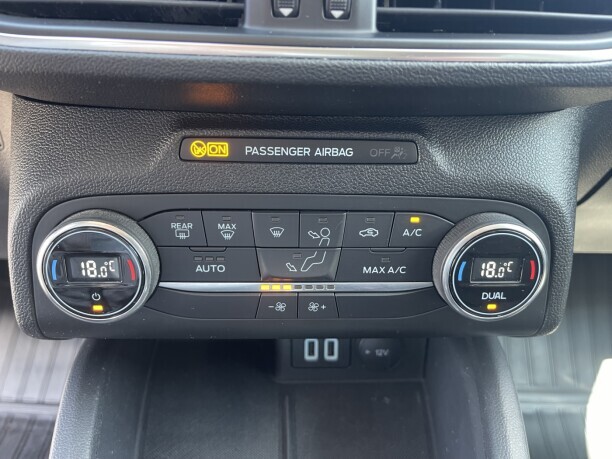 ON PASSENGER AIRBAG OFF
REAR MAX A/C
AUTO MAX A/C
18.0°C 18.0°C
DUAL
- +
+ 12V